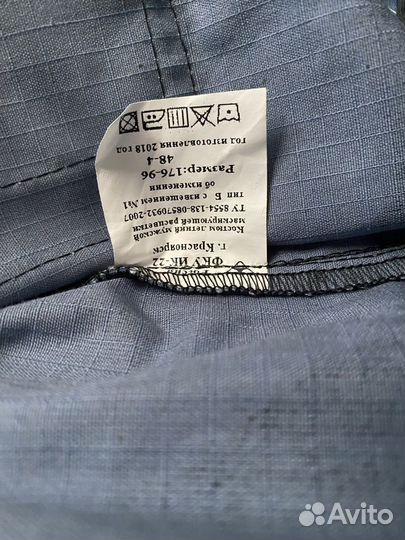 ФКУ ИК-22
г. Красноярск
Костюм летний мужской
маскирующей расцветки
ТУ 8554-138-08570932-2007
тип Б с извещением №1
об изменении
Размер:176-96
48-4
год изготовления 2018 год
Avito